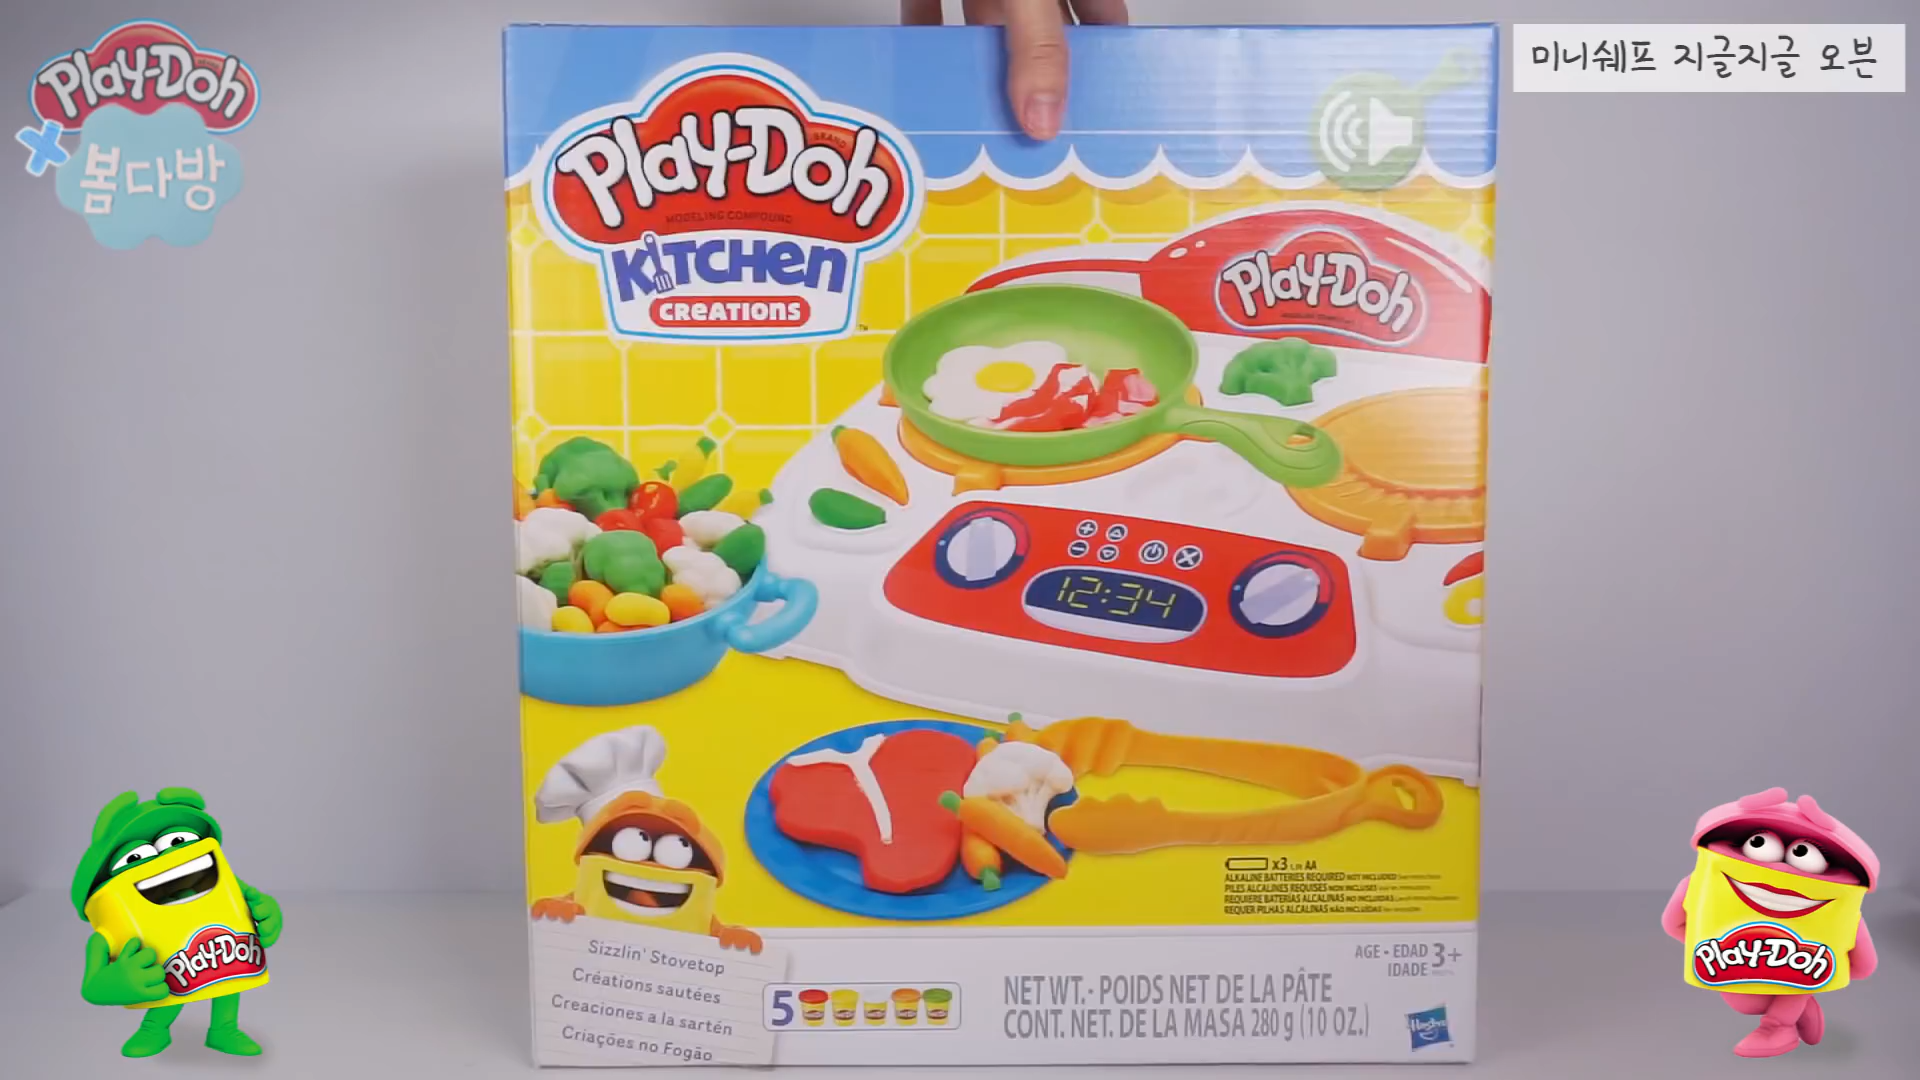 Play-Doh
봄다방
미니쉐프 지글지글 오븐
Play-Doh
BRAND
MODELING COMPOUND
KITCHEN
CREATIONS
TM
Play-Doh
12:34
x3 AA
ALKALINE BATTERIES REQUIRED NOT INCLUDED
PILES ALCALINES REQUISES NON INCLUSES
REQUIERE BATERÍAS ALCALINAS NO INCLUIDAS
REQUER PILHAS ALCALINAS NÃO INCLUÍDAS
Sizzlin' Stovetop
Créations sautées
Creaciones a la sartén
Criações no Fogão
5
NET WT. - POIDS NET DE LA PÂTE
CONT. NET. DE LA MASA 280 g (10 OZ.)
AGE • EDAD 3+
IDADE
Hasbro
Play-Doh
Play-Doh